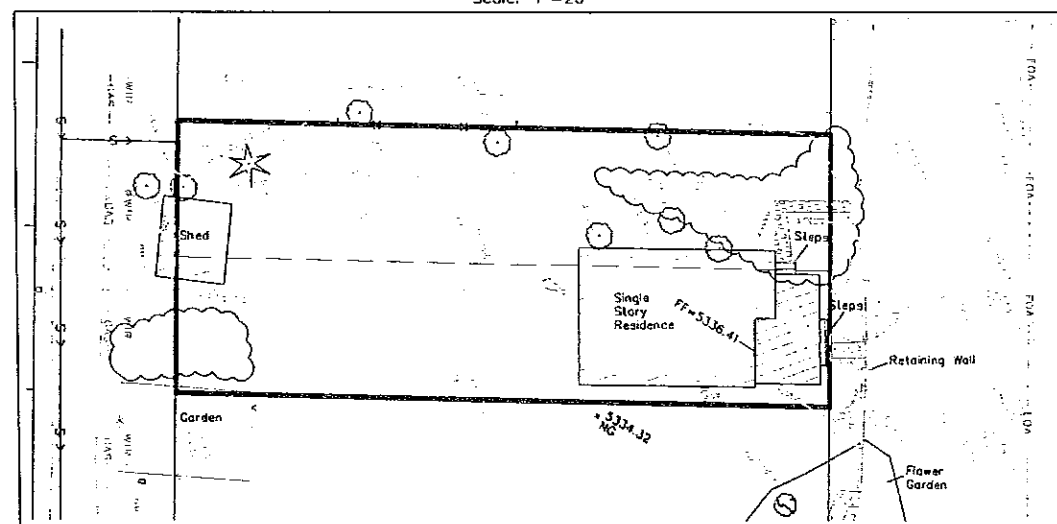 Scale: 1"=20'
Shed
Steps
Single
Story
Residence
FF=5336.41
Steps
Retaining Wall
Garden
5334.32
NG
Flower
Garden
S
S
S
S
S